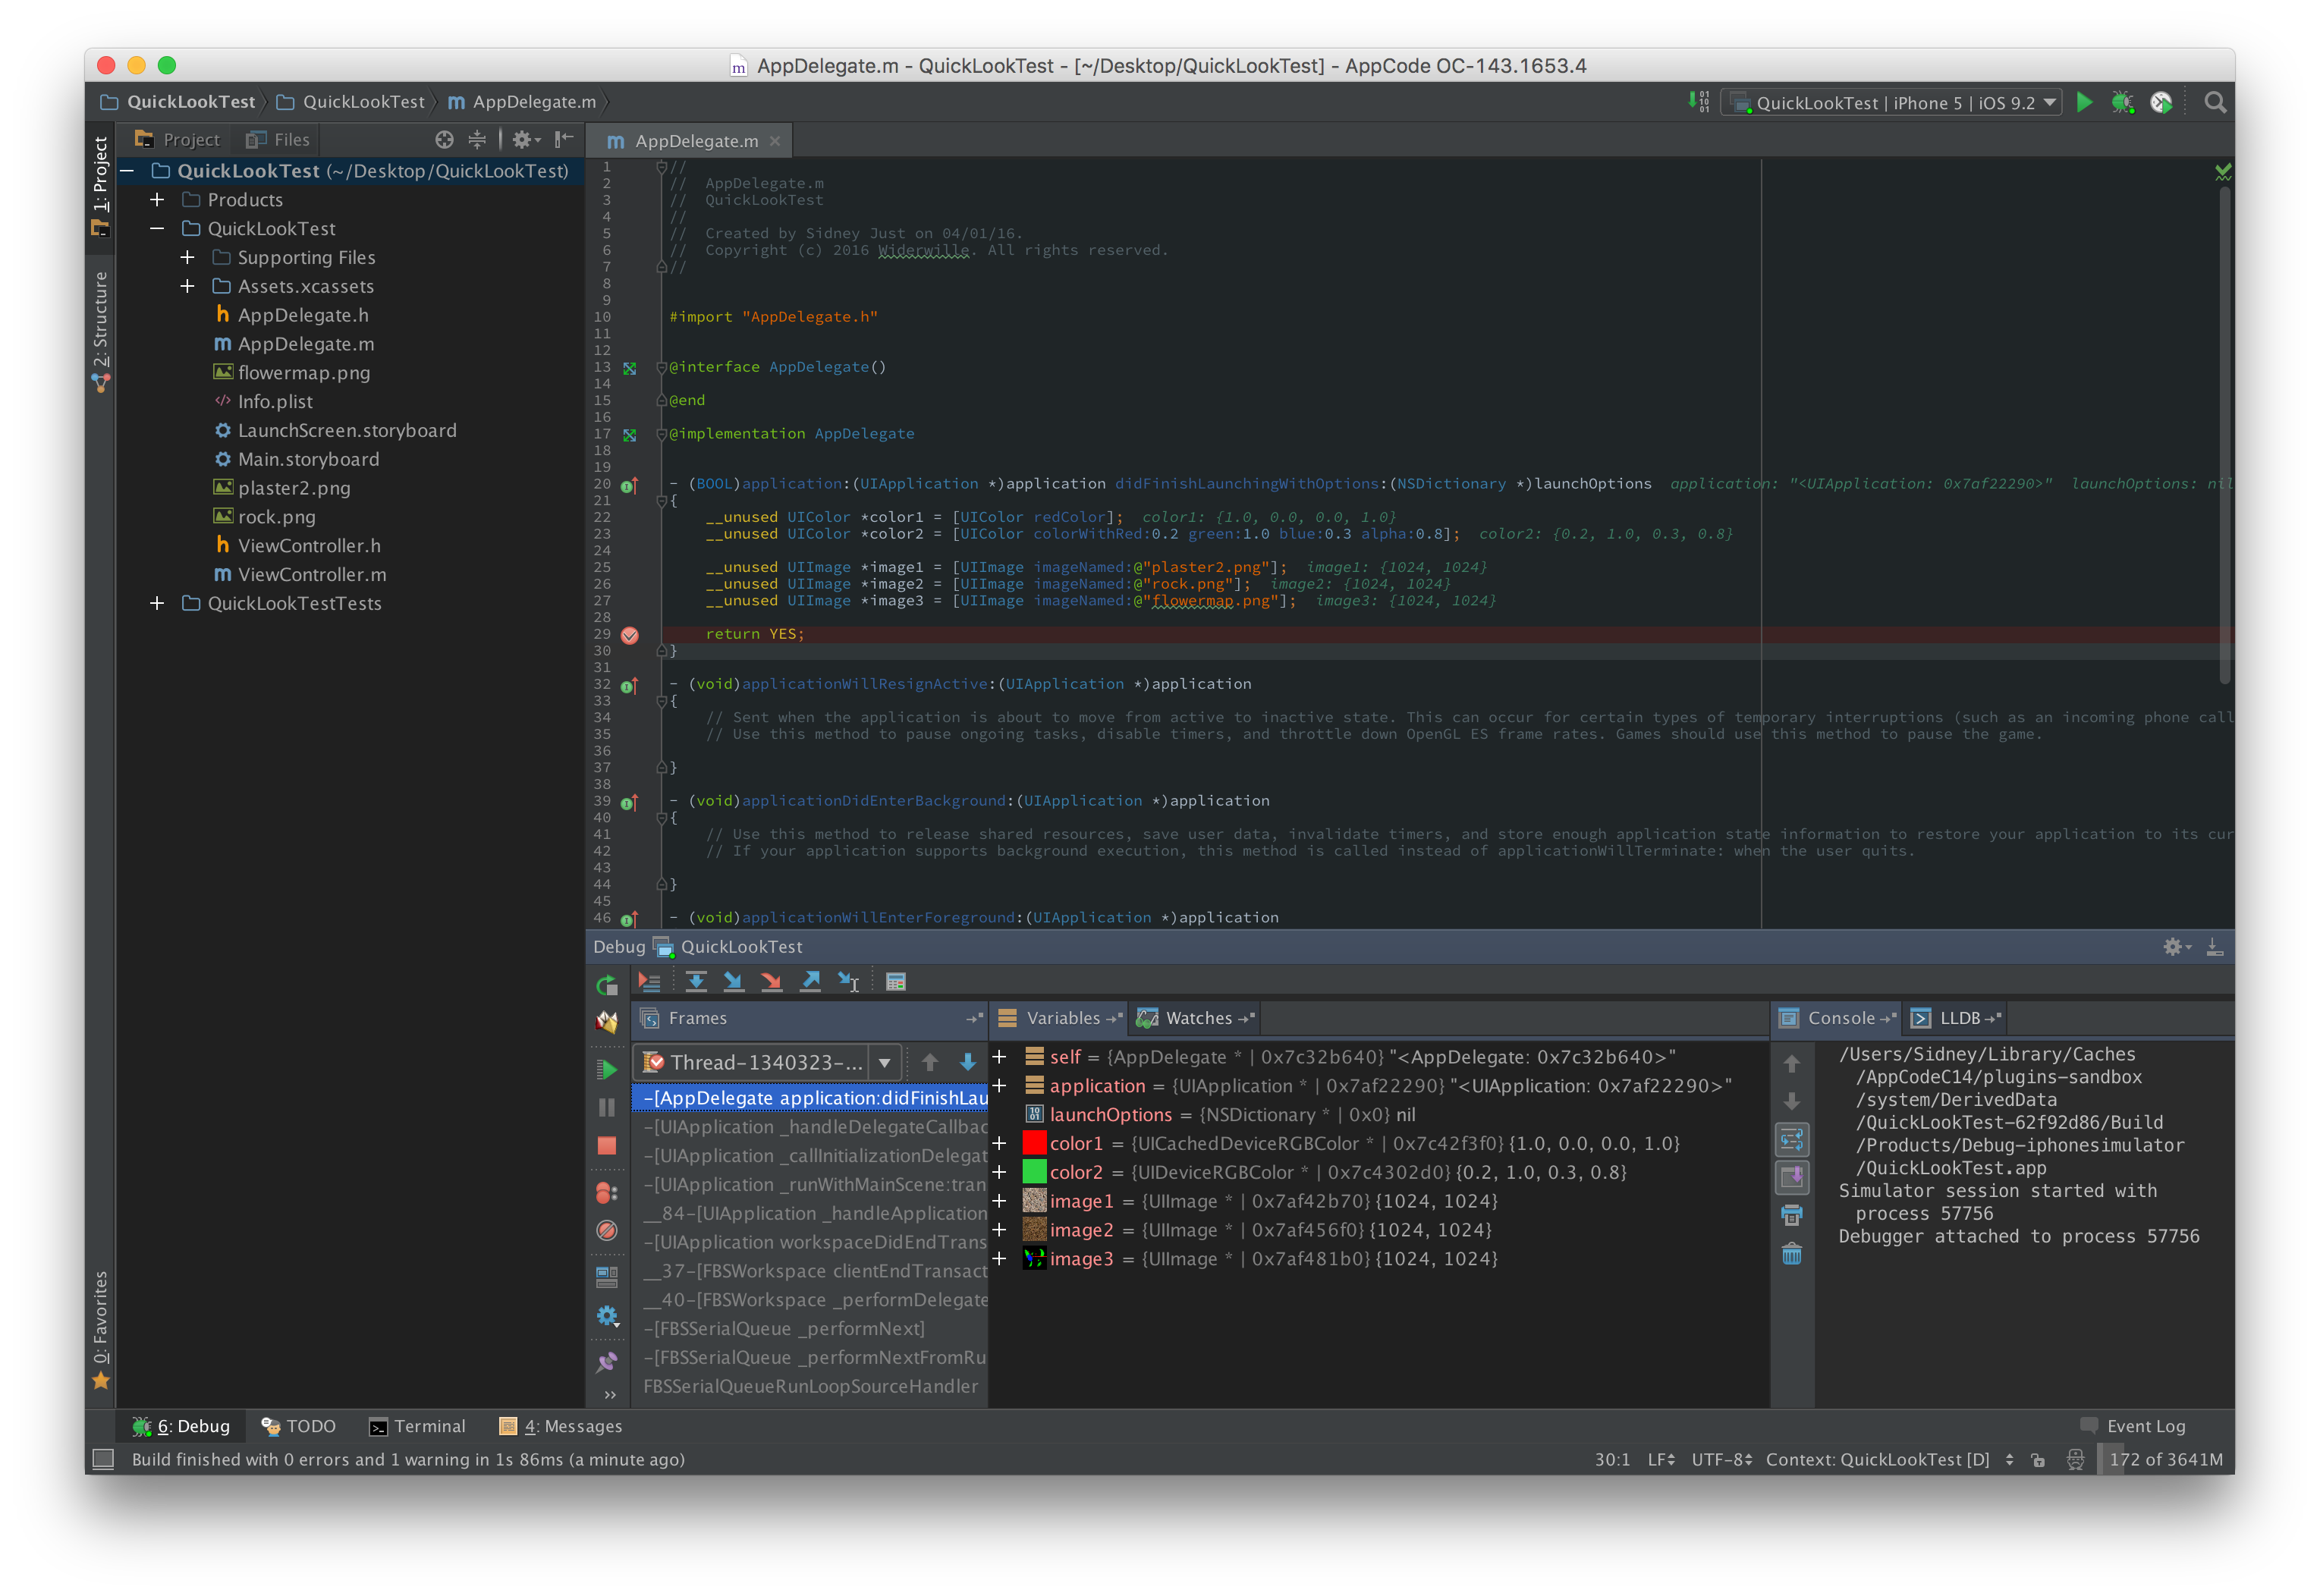 AppDelegate.m - QuickLookTest - [~/Desktop/QuickLookTest] - AppCode OC-143.1653.4
QuickLookTest QuickLookTest AppDelegate.m
QuickLookTest | iPhone 5 | iOS 9.2
1: Project
2: Structure
0: Favorites
Project Files
QuickLookTest (~/Desktop/QuickLookTest)
Products
QuickLookTest
Supporting Files
Assets.xcassets
AppDelegate.h
AppDelegate.m
flowermap.png
Info.plist
LaunchScreen.storyboard
Main.storyboard
plaster2.png
rock.png
ViewController.h
ViewController.m
QuickLookTestTests
AppDelegate.m
1 //
2 // AppDelegate.m
3 // QuickLookTest
4 //
5 // Created by Sidney Just on 04/01/16.
6 // Copyright (c) 2016 Widerwille. All rights reserved.
7 //
8
9
10 #import "AppDelegate.h"
11
12
13 @interface AppDelegate()
14
15 @end
16
17 @implementation AppDelegate
18
19
20 - (BOOL)application:(UIApplication *)application didFinishLaunchingWithOptions:(NSDictionary *)launchOptions application: "<UIApplication: 0x7af22290>" launchOptions: nil
21 {
22 __unused UIColor *color1 = [UIColor redColor]; color1: {1.0, 0.0, 0.0, 1.0}
23 __unused UIColor *color2 = [UIColor colorWithRed:0.2 green:1.0 blue:0.3 alpha:0.8]; color2: {0.2, 1.0, 0.3, 0.8}
24
25 __unused UIImage *image1 = [UIImage imageNamed:@"plaster2.png"]; image1: {1024, 1024}
26 __unused UIImage *image2 = [UIImage imageNamed:@"rock.png"]; image2: {1024, 1024}
27 __unused UIImage *image3 = [UIImage imageNamed:@"flowermap.png"]; image3: {1024, 1024}
28
29 return YES;
30 }
31
32 - (void)applicationWillResignActive:(UIApplication *)application
33 {
34 // Sent when the application is about to move from active to inactive state. This can occur for certain types of temporary interruptions (such as an incoming phone call
35 // Use this method to pause ongoing tasks, disable timers, and throttle down OpenGL ES frame rates. Games should use this method to pause the game.
36
37 }
38
39 - (void)applicationDidEnterBackground:(UIApplication *)application
40 {
41 // Use this method to release shared resources, save user data, invalidate timers, and store enough application state information to restore your application to its cur
42 // If your application supports background execution, this method is called instead of applicationWillTerminate: when the user quits.
43
44 }
45
46 - (void)applicationWillEnterForeground:(UIApplication *)application
Debug QuickLookTest
Frames
Thread-1340323-...
-[AppDelegate application:didFinishLau
-[UIApplication _handleDelegateCallbac
-[UIApplication _callInitializationDelegat
-[UIApplication _runWithMainScene:tran
__84-[UIApplication _handleApplication
-[UIApplication workspaceDidEndTrans
__37-[FBSWorkspace clientEndTransact
__40-[FBSWorkspace _performDelegate
-[FBSSerialQueue _performNext]
-[FBSSerialQueue _performNextFromRu
FBSSerialQueueRunLoopSourceHandler
Variables Watches
self = {AppDelegate * | 0x7c32b640} "<AppDelegate: 0x7c32b640>"
application = {UIApplication * | 0x7af22290} "<UIApplication: 0x7af22290>"
launchOptions = {NSDictionary * | 0x0} nil
color1 = {UICachedDeviceRGBColor * | 0x7c42f3f0} {1.0, 0.0, 0.0, 1.0}
color2 = {UIDeviceRGBColor * | 0x7c4302d0} {0.2, 1.0, 0.3, 0.8}
image1 = {UIImage * | 0x7af42b70} {1024, 1024}
image2 = {UIImage * | 0x7af456f0} {1024, 1024}
image3 = {UIImage * | 0x7af481b0} {1024, 1024}
Console LLDB
/Users/Sidney/Library/Caches
/AppCodeC14/plugins-sandbox
/system/DerivedData
/QuickLookTest-62f92d86/Build
/Products/Debug-iphonesimulator
/QuickLookTest.app
Simulator session started with
process 57756
Debugger attached to process 57756
6: Debug TODO Terminal 4: Messages Event Log
Build finished with 0 errors and 1 warning in 1s 86ms (a minute ago) 30:1 LF UTF-8 Context: QuickLookTest [D] 172 of 3641M